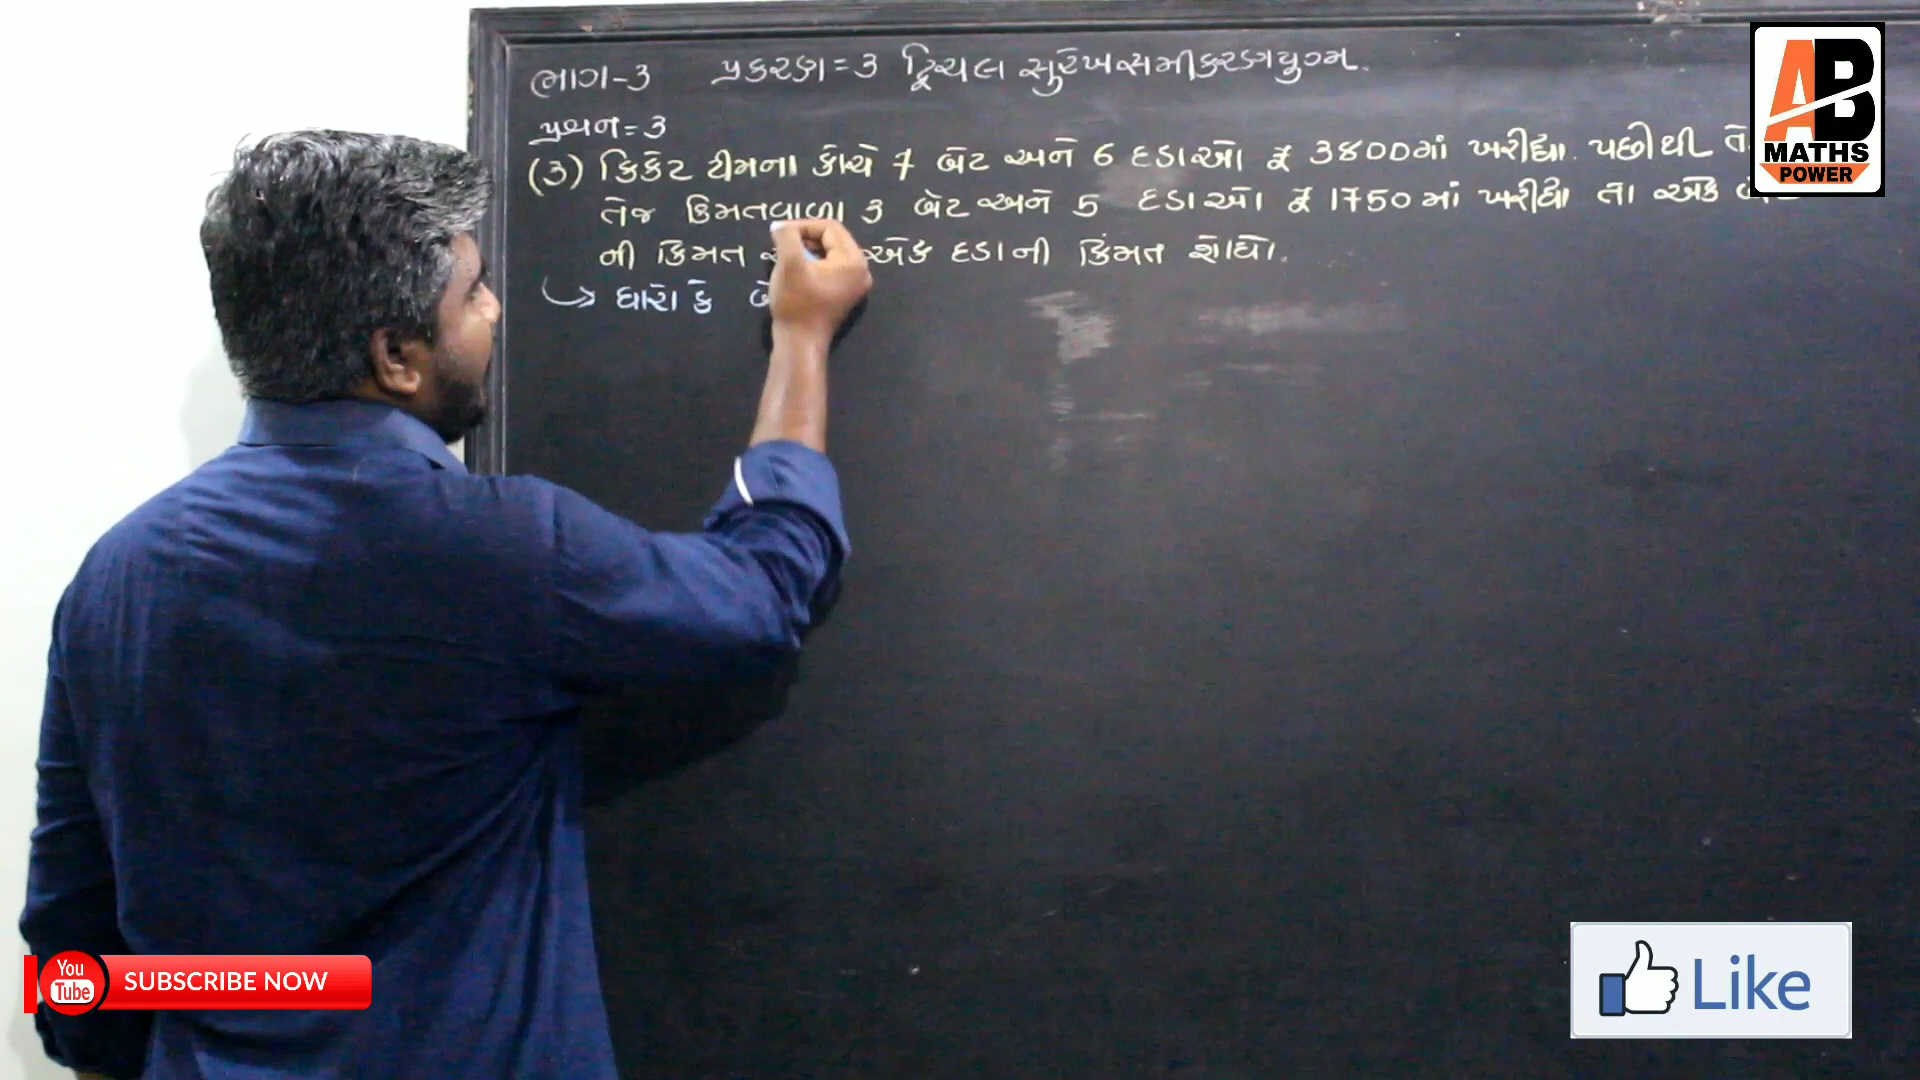 ભાગ-3 પ્રકરણ=3 દ્વિચલ સુરેખ સમીકરણયુગ્મ.
પ્રશ્ન=3
(3) ક્રિકેટ ટીમના કોચે 7 બેટ અને 6 દડાઓ ₹ 3800માં ખરીદ્યા. પછીથી તે
તેજ કિંમતવાળા 3 બેટ અને 5 દડાઓ ₹ 1750માં ખરીદ્યા તો એક
ની કિંમત એક દડાની કિંમત શોધો.
↳ ધારોકે
AB
MATHS
POWER
You Tube SUBSCRIBE NOW
Like